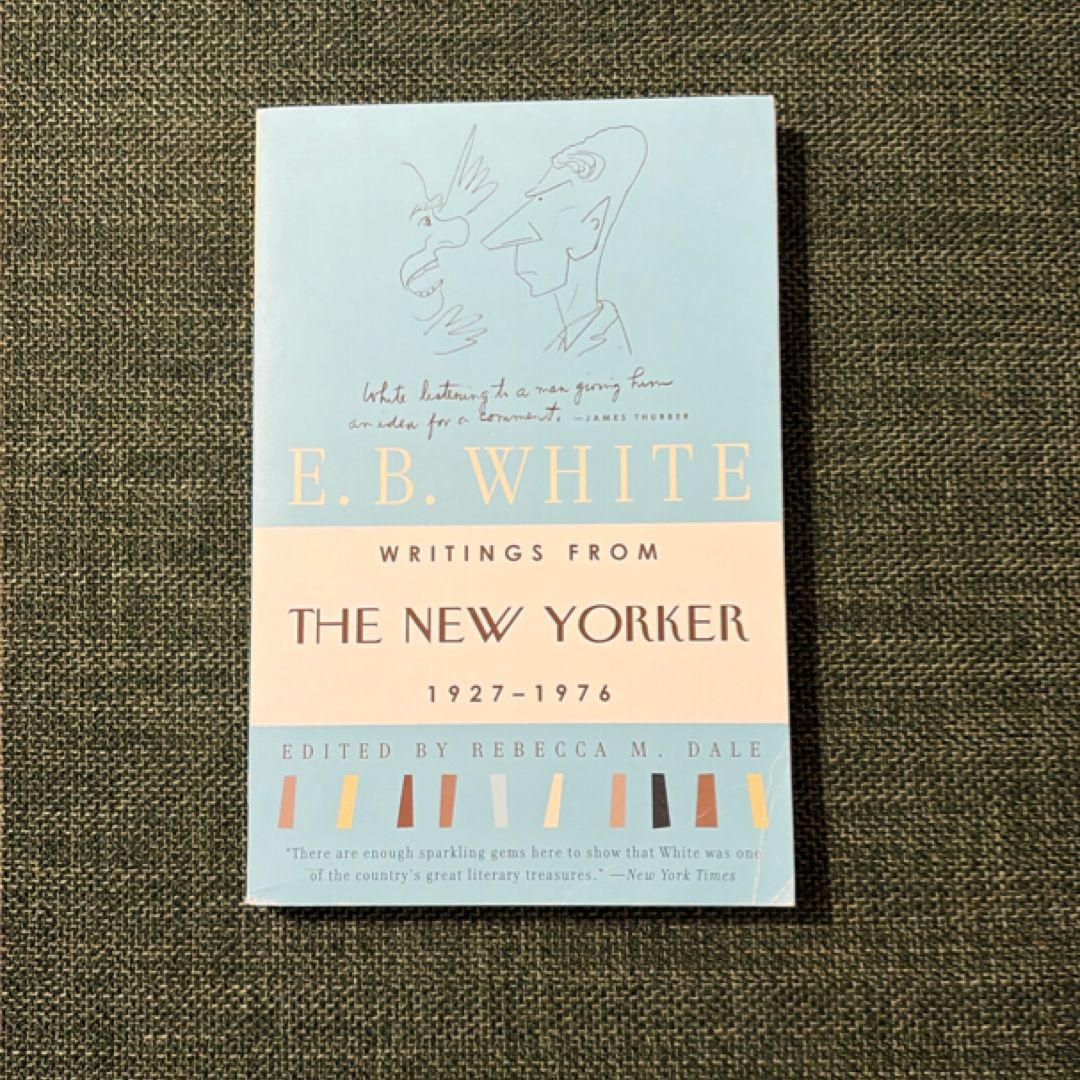 White listening to a man giving him
an idea for a comment. —JAMES THURBER
E. B. WHITE
WRITINGS FROM
THE NEW YORKER
1927–1976
EDITED BY REBECCA M. DALE
"There are enough sparkling gems here to show that White was one
of the country's great literary treasures." —New York Times